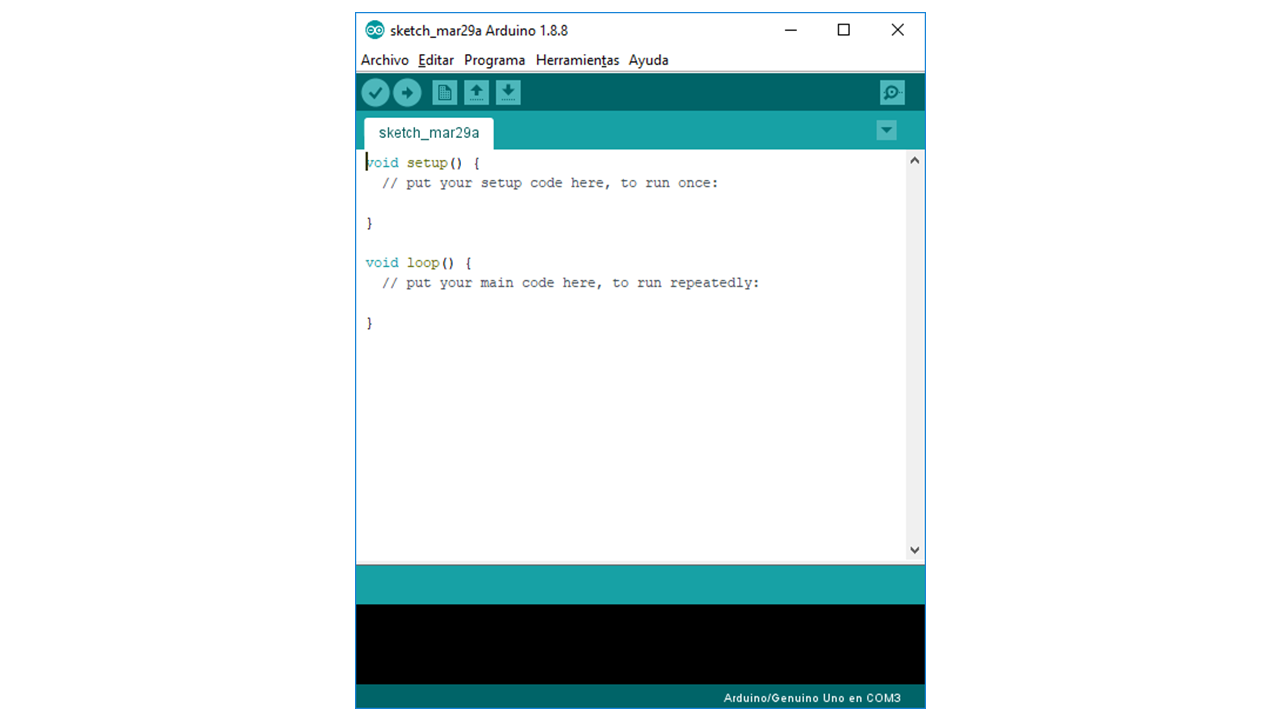 sketch_mar29a Arduino 1.8.8
Archivo Editar Programa Herramientas Ayuda
sketch_mar29a
void setup() {
  // put your setup code here, to run once:
}
void loop() {
  // put your main code here, to run repeatedly:
}
Arduino/Genuino Uno en COM3